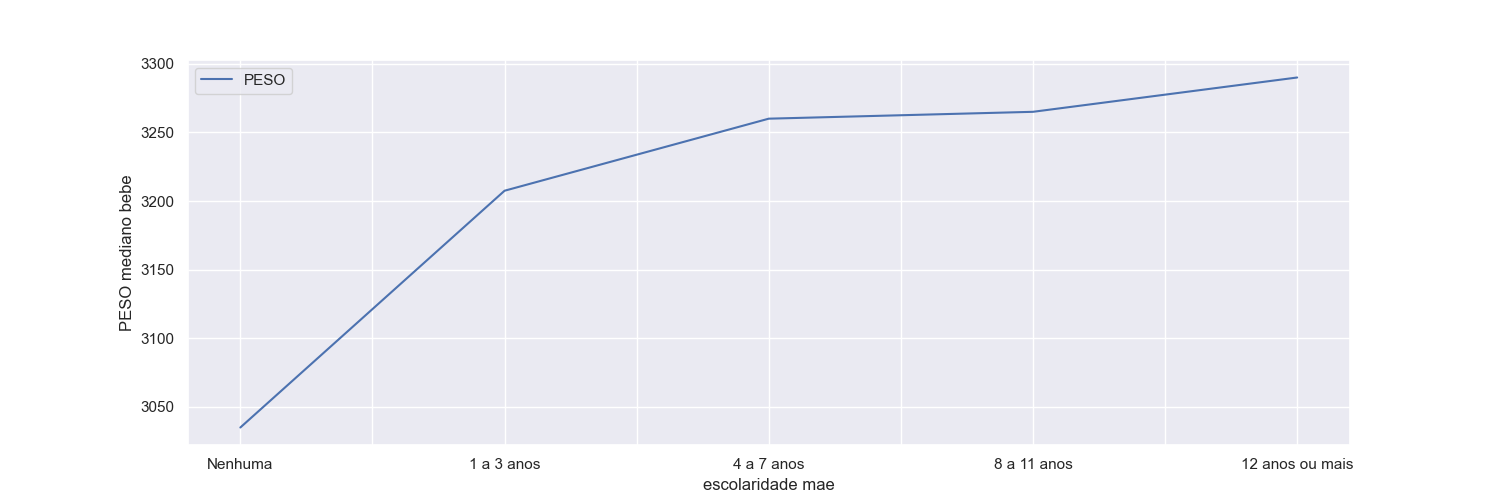 PESO
3300
3250
3200
3150
3100
3050
PESO mediano bebe
Nenhuma
1 a 3 anos
4 a 7 anos
8 a 11 anos
12 anos ou mais
escolaridade mae